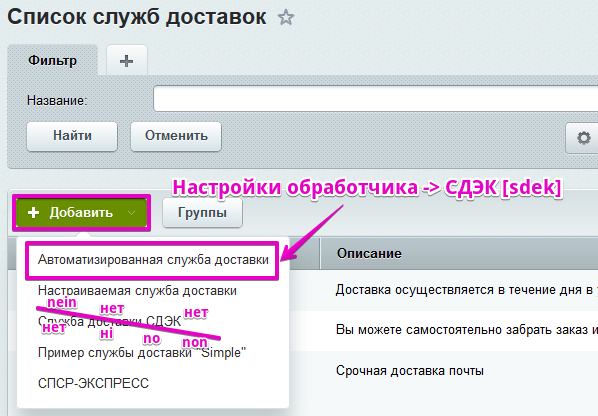 Список служб доставок
Фильтр
Название:
Найти Отменить
Настройки обработчика -> СДЭК [sdek]
+ Добавить Группы
Автоматизированная служба доставки
Описание
Настраиваемая служба доставки
Доставка осуществляется в течение дня в
nein нет нет
Служба доставки СДЭК
нет ні no non
Вы можете самостоятельно забрать заказ и
Пример службы доставки "Simple"
Срочная доставка почты
СПСР-ЭКСПРЕСС